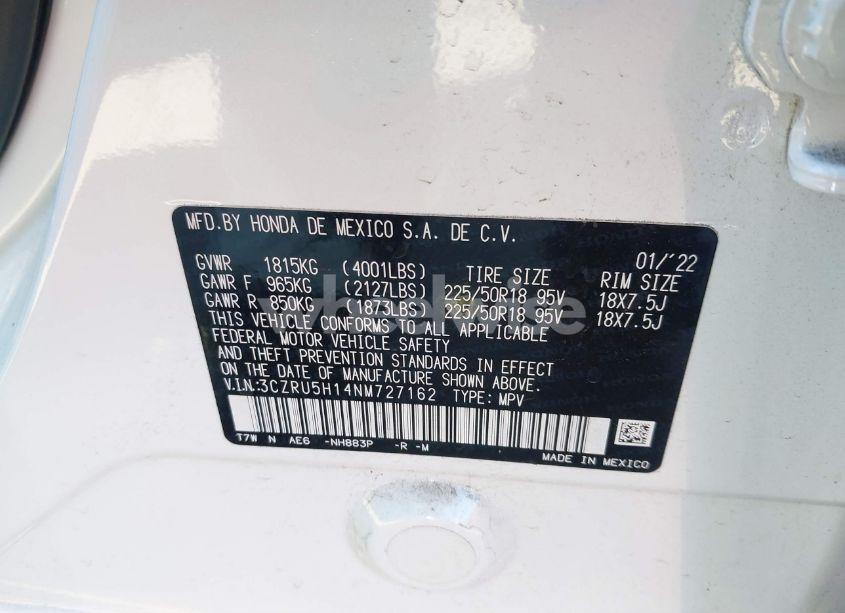 MFD.BY HONDA DE MEXICO S.A. DE C.V.
01/'22
GVWR 1815KG (4001LBS) TIRE SIZE RIM SIZE
GAWR F 965KG (2127LBS) 225/50R18 95V 18X7.5J
GAWR R 850KG (1873LBS) 225/50R18 95V 18X7.5J
THIS VEHICLE CONFORMS TO ALL APPLICABLE
FEDERAL MOTOR VEHICLE SAFETY
AND THEFT PREVENTION STANDARDS IN EFFECT
ON THE DATE OF MANUFACTURE SHOWN ABOVE.
V.I.N:3CZRU5H14NM727162 TYPE: MPV
T7W N AE6 -NH883P -R -M
MADE IN MEXICO